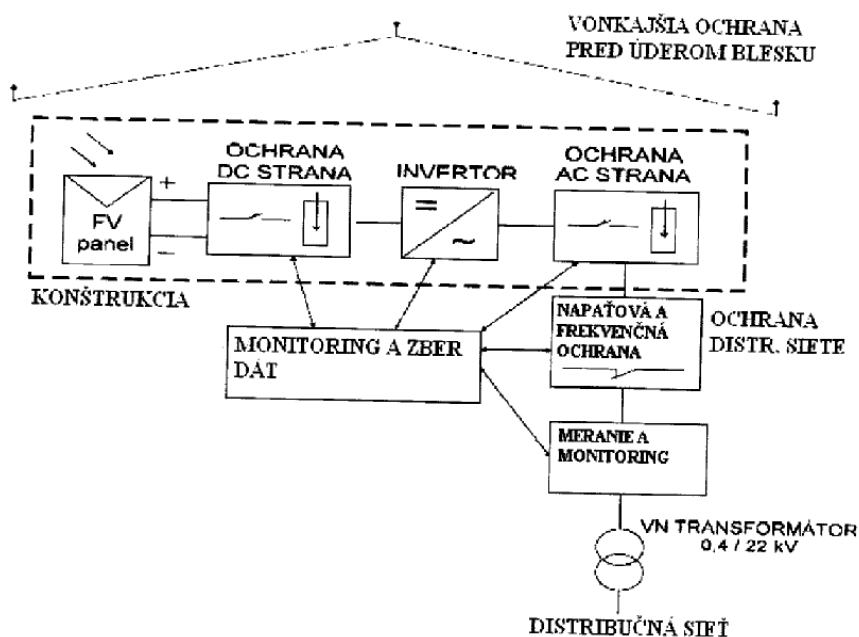 VONKAJŠIA OCHRANA
PRED ÚDEROM BLESKU
OCHRANA
DC STRANA
INVERTOR
OCHRANA
AC STRANA
+
FV
panel
–
=
~
KONŠTRUKCIA
MONITORING A ZBER
DÁT
NAPAŤOVÁ A
FREKVENČNÁ
OCHRANA
OCHRANA
DISTR. SIETE
MERANIE A
MONITORING
VN TRANSFORMÁTOR
0,4 / 22 kV
DISTRIBUČNÁ SIEŤ